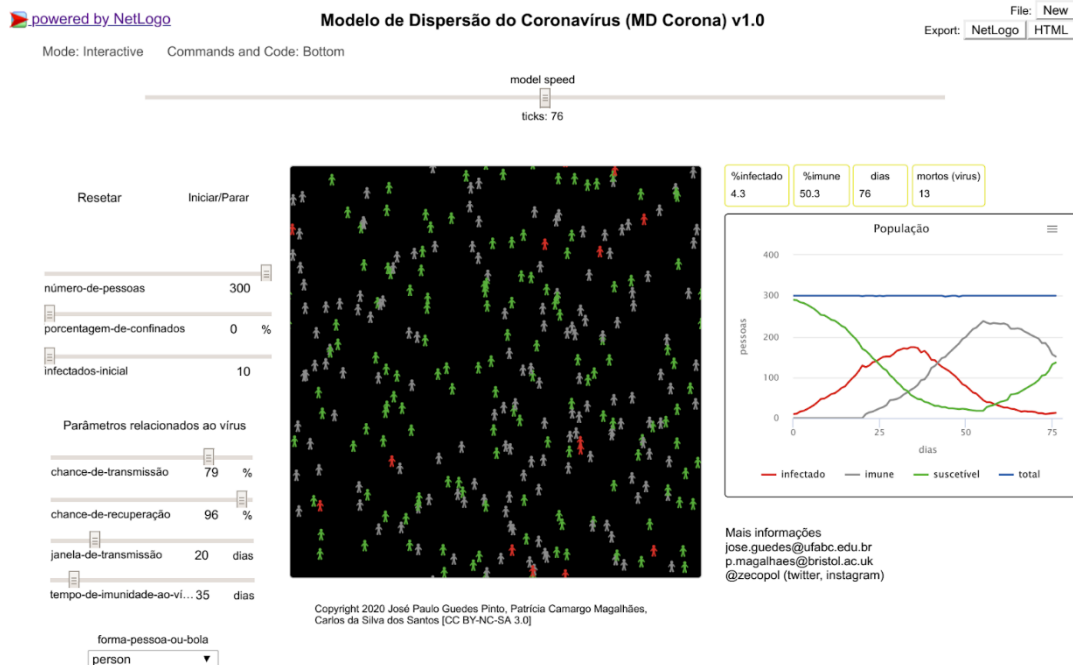 powered by NetLogo
Modelo de Dispersão do Coronavírus (MD Corona) v1.0
File: New
Export: NetLogo HTML
Mode: Interactive Commands and Code: Bottom
model speed
ticks: 76
Resetar Iniciar/Parar
número-de-pessoas 300
porcentagem-de-confinados 0 %
infectados-inicial 10
Parâmetros relacionados ao vírus
chance-de-transmissão 79 %
chance-de-recuperação 96 %
janela-de-transmissão 20 dias
tempo-de-imunidade-ao-ví... 35 dias
forma-pessoa-ou-bola
person ▼
Copyright 2020 José Paulo Guedes Pinto, Patrícia Camargo Magalhães,
Carlos da Silva dos Santos [CC BY-NC-SA 3.0]
%infectado %imune dias mortos (virus)
4.3 50.3 76 13
População
400
300
200
100
0
pessoas
0 25 50 75
dias
infectado imune suscetível total
Mais informações
jose.guedes@ufabc.edu.br
p.magalhaes@bristol.ac.uk
@zecopol (twitter, instagram)